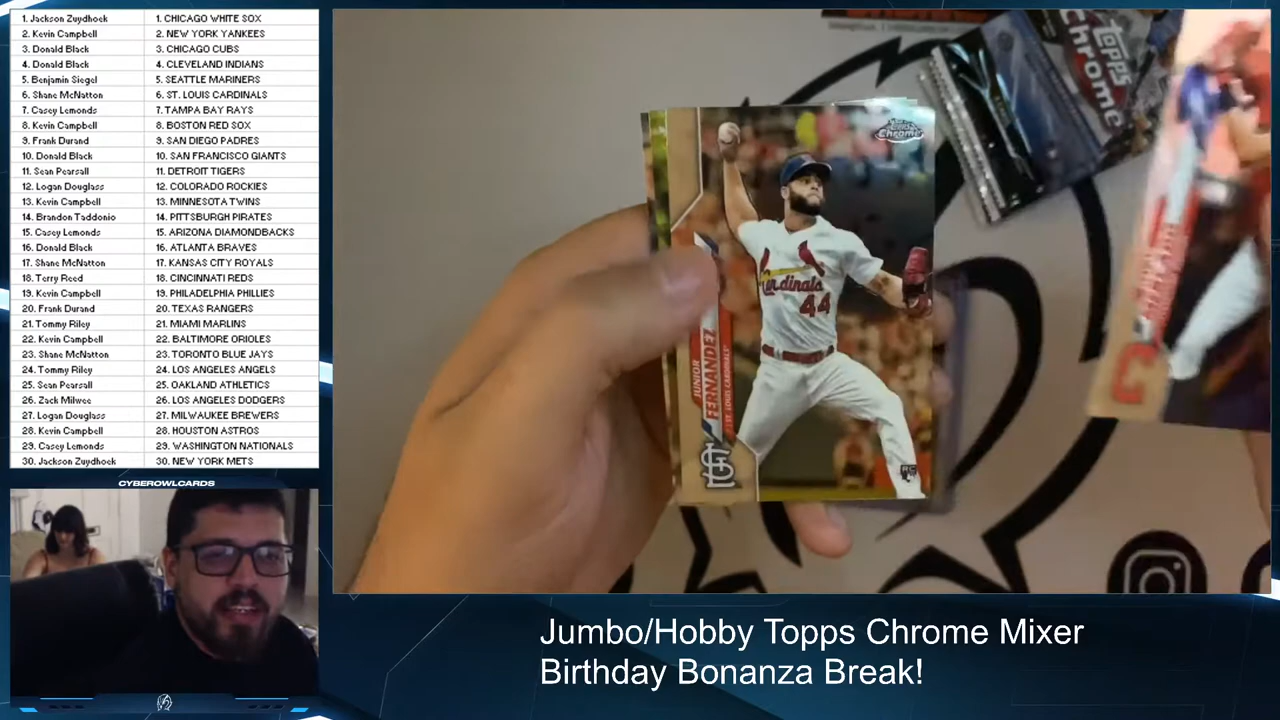 1. Jackson Zuydhoek 1. CHICAGO WHITE SOX
2. Kevin Campbell 2. NEW YORK YANKEES
3. Donald Black 3. CHICAGO CUBS
4. Donald Black 4. CLEVELAND INDIANS
5. Benjamin Siegel 5. SEATTLE MARINERS
6. Shane McNatton 6. ST. LOUIS CARDINALS
7. Casey Lemonds 7. TAMPA BAY RAYS
8. Kevin Campbell 8. BOSTON RED SOX
9. Frank Durand 9. SAN DIEGO PADRES
10. Donald Black 10. SAN FRANCISCO GIANTS
11. Sean Pearsall 11. DETROIT TIGERS
12. Logan Douglass 12. COLORADO ROCKIES
13. Kevin Campbell 13. MINNESOTA TWINS
14. Brandon Taddonio 14. PITTSBURGH PIRATES
15. Casey Lemonds 15. ARIZONA DIAMONDBACKS
16. Donald Black 16. ATLANTA BRAVES
17. Shane McNatton 17. KANSAS CITY ROYALS
18. Terry Reed 18. CINCINNATI REDS
19. Kevin Campbell 19. PHILADELPHIA PHILLIES
20. Frank Durand 20. TEXAS RANGERS
21. Tommy Riley 21. MIAMI MARLINS
22. Kevin Campbell 22. BALTIMORE ORIOLES
23. Shane McNatton 23. TORONTO BLUE JAYS
24. Tommy Riley 24. LOS ANGELES ANGELS
25. Sean Pearsall 25. OAKLAND ATHLETICS
26. Zack Milwee 26. LOS ANGELES DODGERS
27. Logan Douglass 27. MILWAUKEE BREWERS
28. Kevin Campbell 28. HOUSTON ASTROS
29. Casey Lemonds 29. WASHINGTON NATIONALS
30. Jackson Zuydhoek 30. NEW YORK METS
CYBEROWLCARDS
Topps
Chrome
Topps
Chrome
Cardinals
44
JUNIOR
FERNANDEZ
ST. LOUIS CARDINALS
STL
RC
Jumbo/Hobby Topps Chrome Mixer
Birthday Bonanza Break!